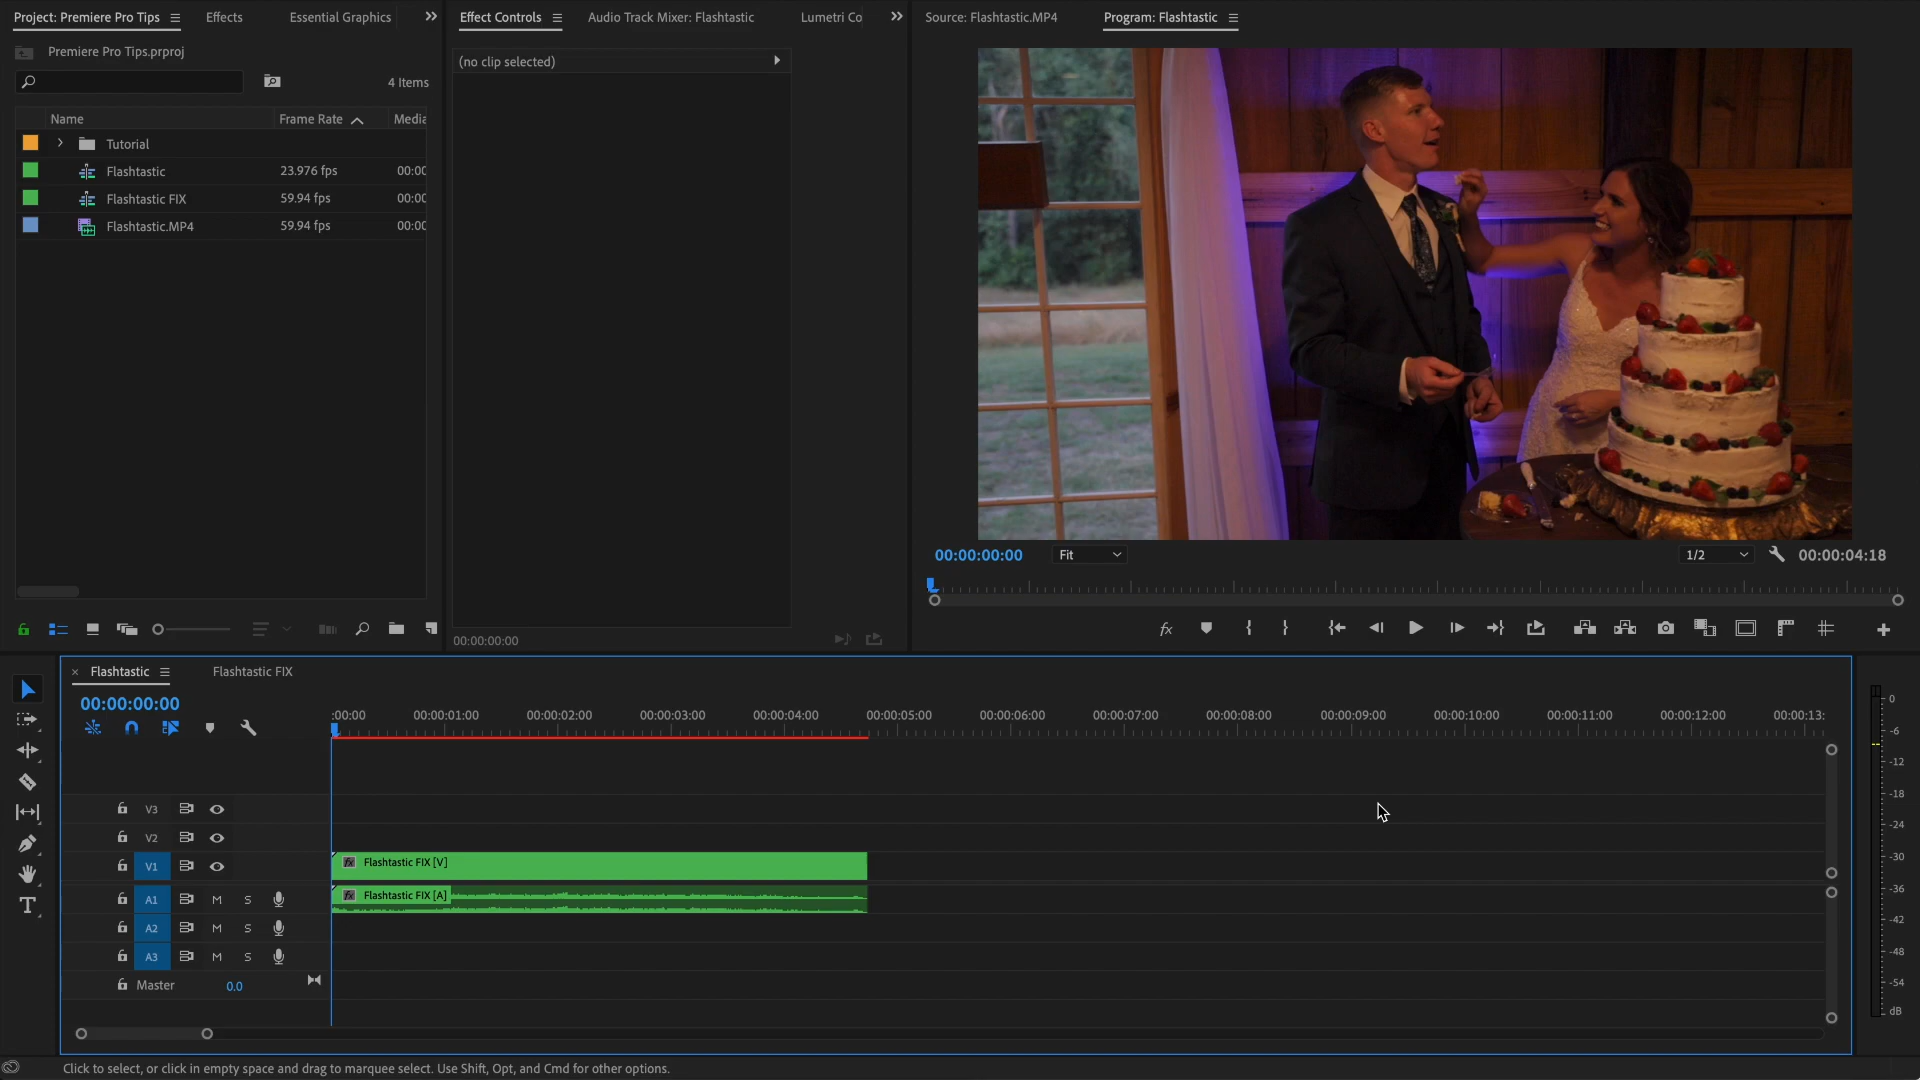 Project: Premiere Pro Tips
Effects
Essential Graphics
Premiere Pro Tips.prproj
4 Items
Name Frame Rate Media
Tutorial
Flashtastic 23.976 fps 00:00
Flashtastic FIX 59.94 fps 00:00
Flashtastic.MP4 59.94 fps 00:00
Effect Controls
Audio Track Mixer: Flashtastic
Lumetri Co
(no clip selected)
00:00:00:00
Source: Flashtastic.MP4
Program: Flashtastic
00:00:00:00 Fit 1/2 00:00:04:18
fx
Flashtastic
Flashtastic FIX
00:00:00:00
:00:00 00:00:01:00 00:00:02:00 00:00:03:00 00:00:04:00 00:00:05:00 00:00:06:00 00:00:07:00 00:00:08:00 00:00:09:00 00:00:10:00 00:00:11:00 00:00:12:00 00:00:13:
V3
V2
V1 fx Flashtastic FIX [V]
A1 M S fx Flashtastic FIX [A]
A2 M S
A3 M S
Master 0.0
T
0
-6
-12
-18
-24
-30
-36
-42
-48
-54
dB
Click to select, or click in empty space and drag to marquee select. Use Shift, Opt, and Cmd for other options.